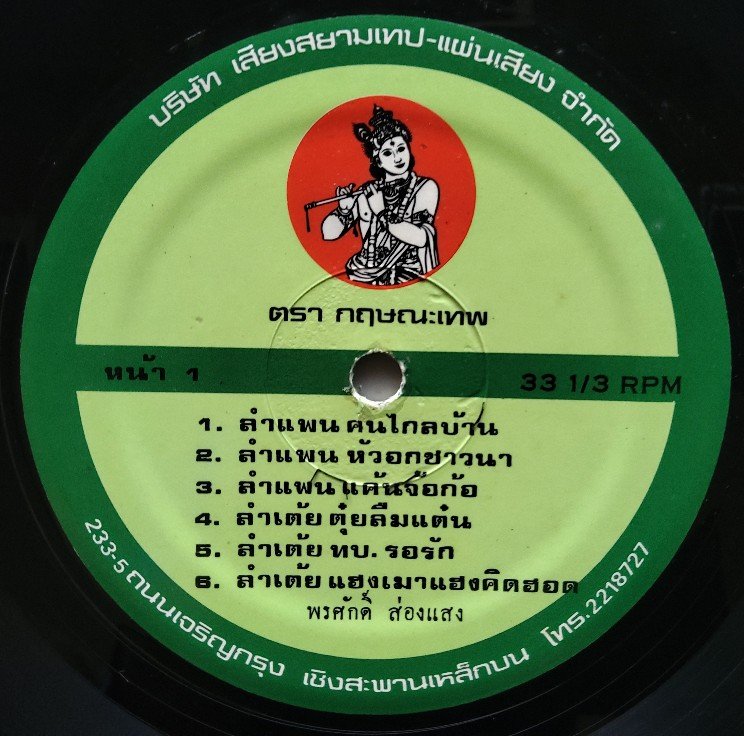 บริษัท เสียงสยามเทป-แผ่นเสียง จำกัด
ตรา กฤษณะเทพ
หน้า 1
33 1/3 RPM
1. ลำแพน คนไกลบ้าน
2. ลำแพน หัวอกชาวนา
3. ลำแพน แค้นจ้อก้อ
4. ลำเต้ย ตุ๋ยลืมแต๋น
5. ลำเต้ย ทบ. รอรัก
6. ลำเต้ย แฮงเมาแฮงคิดฮอด
พรศักดิ์ ส่องแสง
233-5 ถนนเจริญกรุง เชิงสะพานเหล็กบน โทร. 2218727